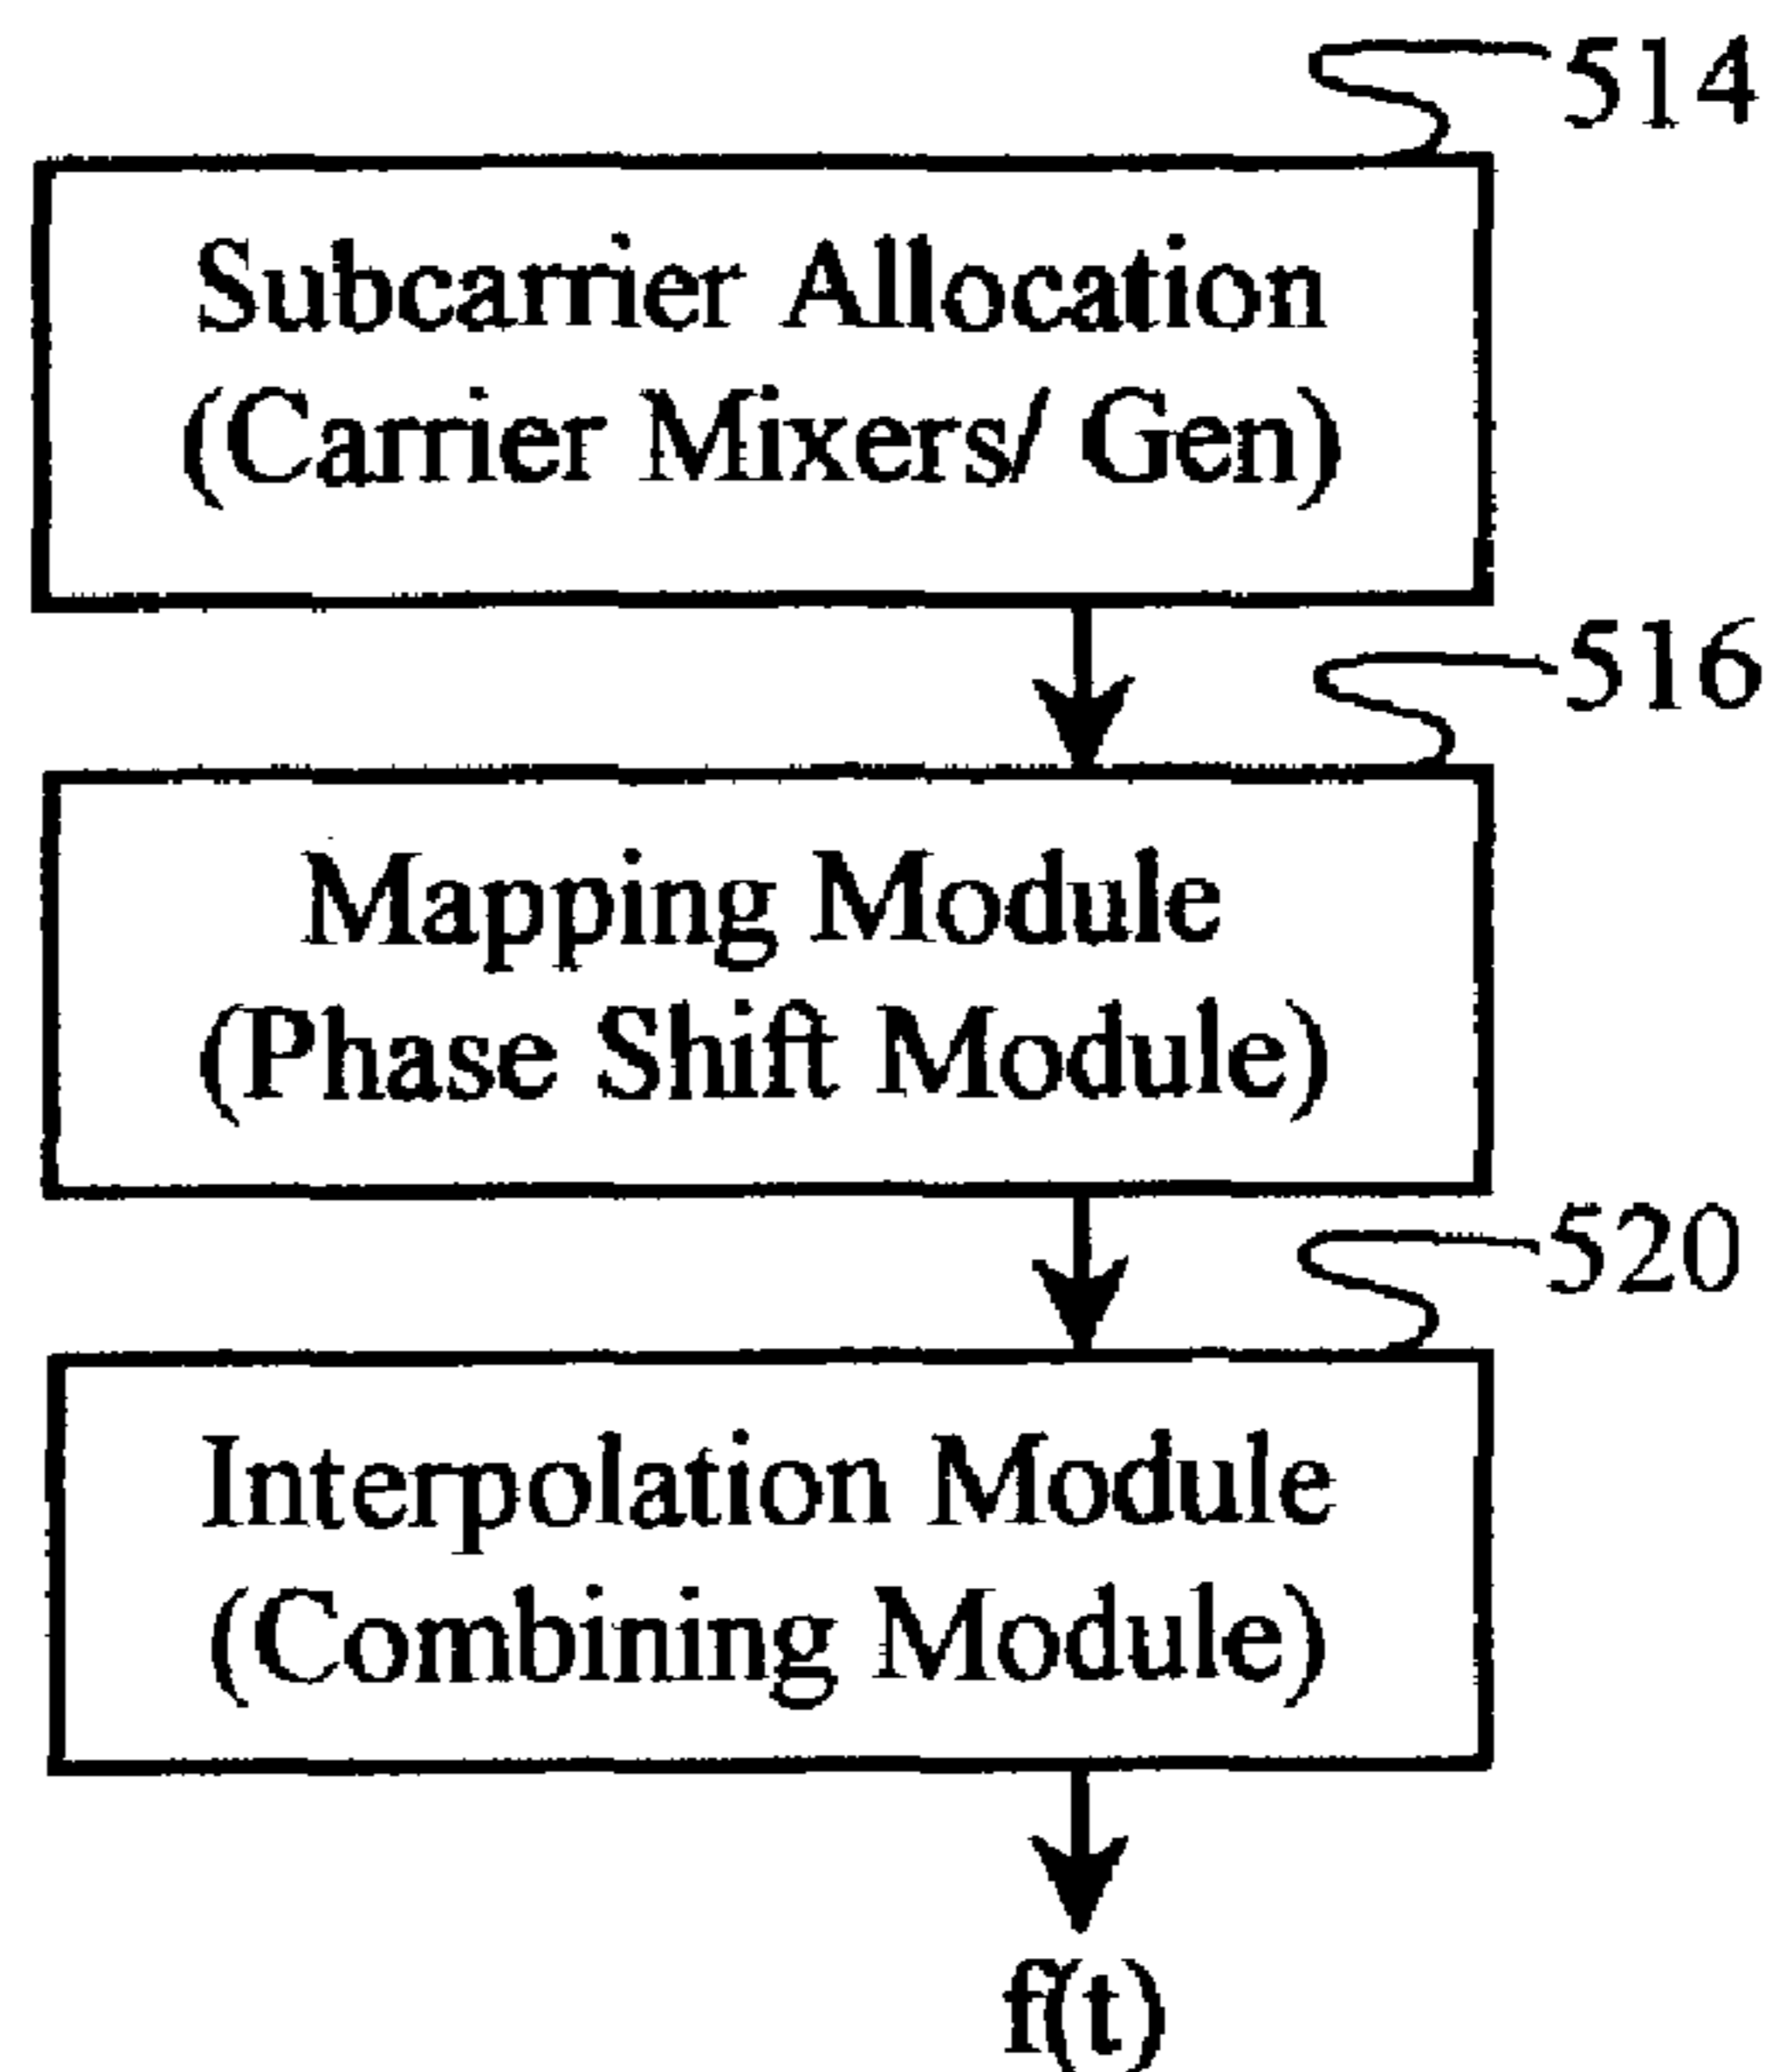 514
Subcarrier Allocation
(Carrier Mixers/ Gen)
516
Mapping Module
(Phase Shift Module)
520
Interpolation Module
(Combining Module)
f(t)